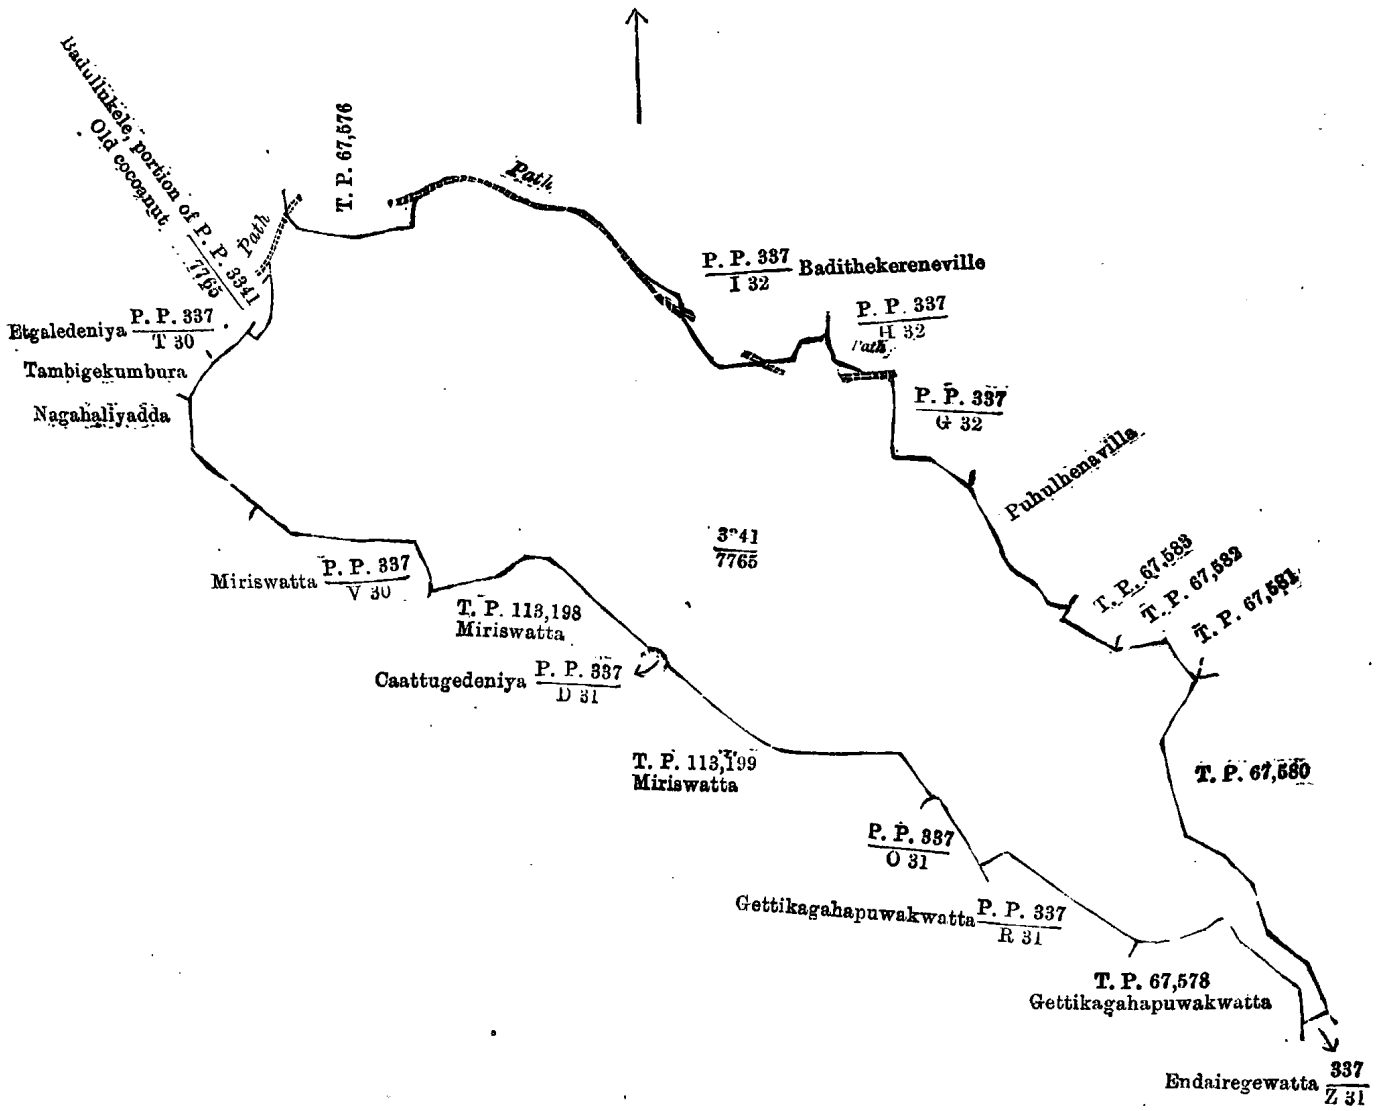 Badullukele, portion of P. P. 3341
7765
Old cocoanut
Path
T. P. 67,576
Path
P. P. 337
I 32
Badithekereneville
P. P. 337
H 32
Path
P. P. 337
G 32
Puhulhenavilla
T. P. 67,583
T. P. 67,582
T. P. 67,581
T. P. 67,580
Etgaledeniya P. P. 337
T 30
Tambigekumbura
Nagahaliyadda
7765
Miriswatta P. P. 337
V 30
T. P. 113,198
Miriswatta
Caattugedeniya P. P. 337
D 31
T. P. 113,199
Miriswatta
P. P. 337
O 31
Gettikagahapuwakwatta P. P. 337
R 31
T. P. 67,578
Gettikagahapuwakwatta
Endairegewatta 337
Z 31